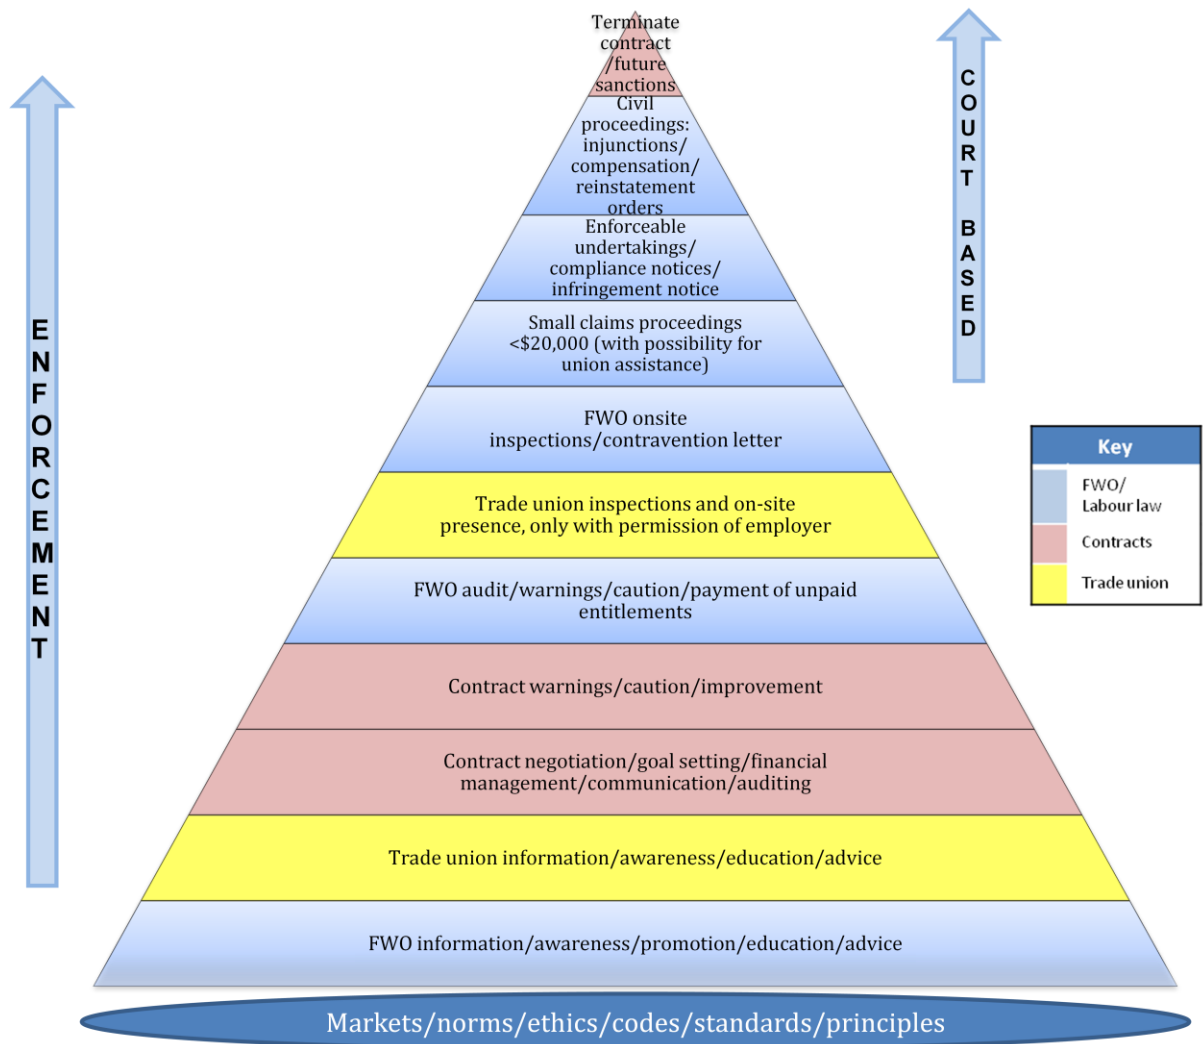 Terminate
contract
/future
sanctions
Civil
proceedings:
injunctions/
compensation/
reinstatement
orders
Enforceable
undertakings/
compliance notices/
infringement notice
Small claims proceedings
<$20,000 (with possibility for
union assistance)
FWO onsite
inspections/contravention letter
Trade union inspections and on-site
presence, only with permission of employer
FWO audit/warnings/caution/payment of unpaid
entitlements
Contract warnings/caution/improvement
Contract negotiation/goal setting/financial
management/communication/auditing
Trade union information/awareness/education/advice
FWO information/awareness/promotion/education/advice
Markets/norms/ethics/codes/standards/principles
ENFORCEMENT
COURT BASED
Key
FWO/
Labour law
Contracts
Trade union